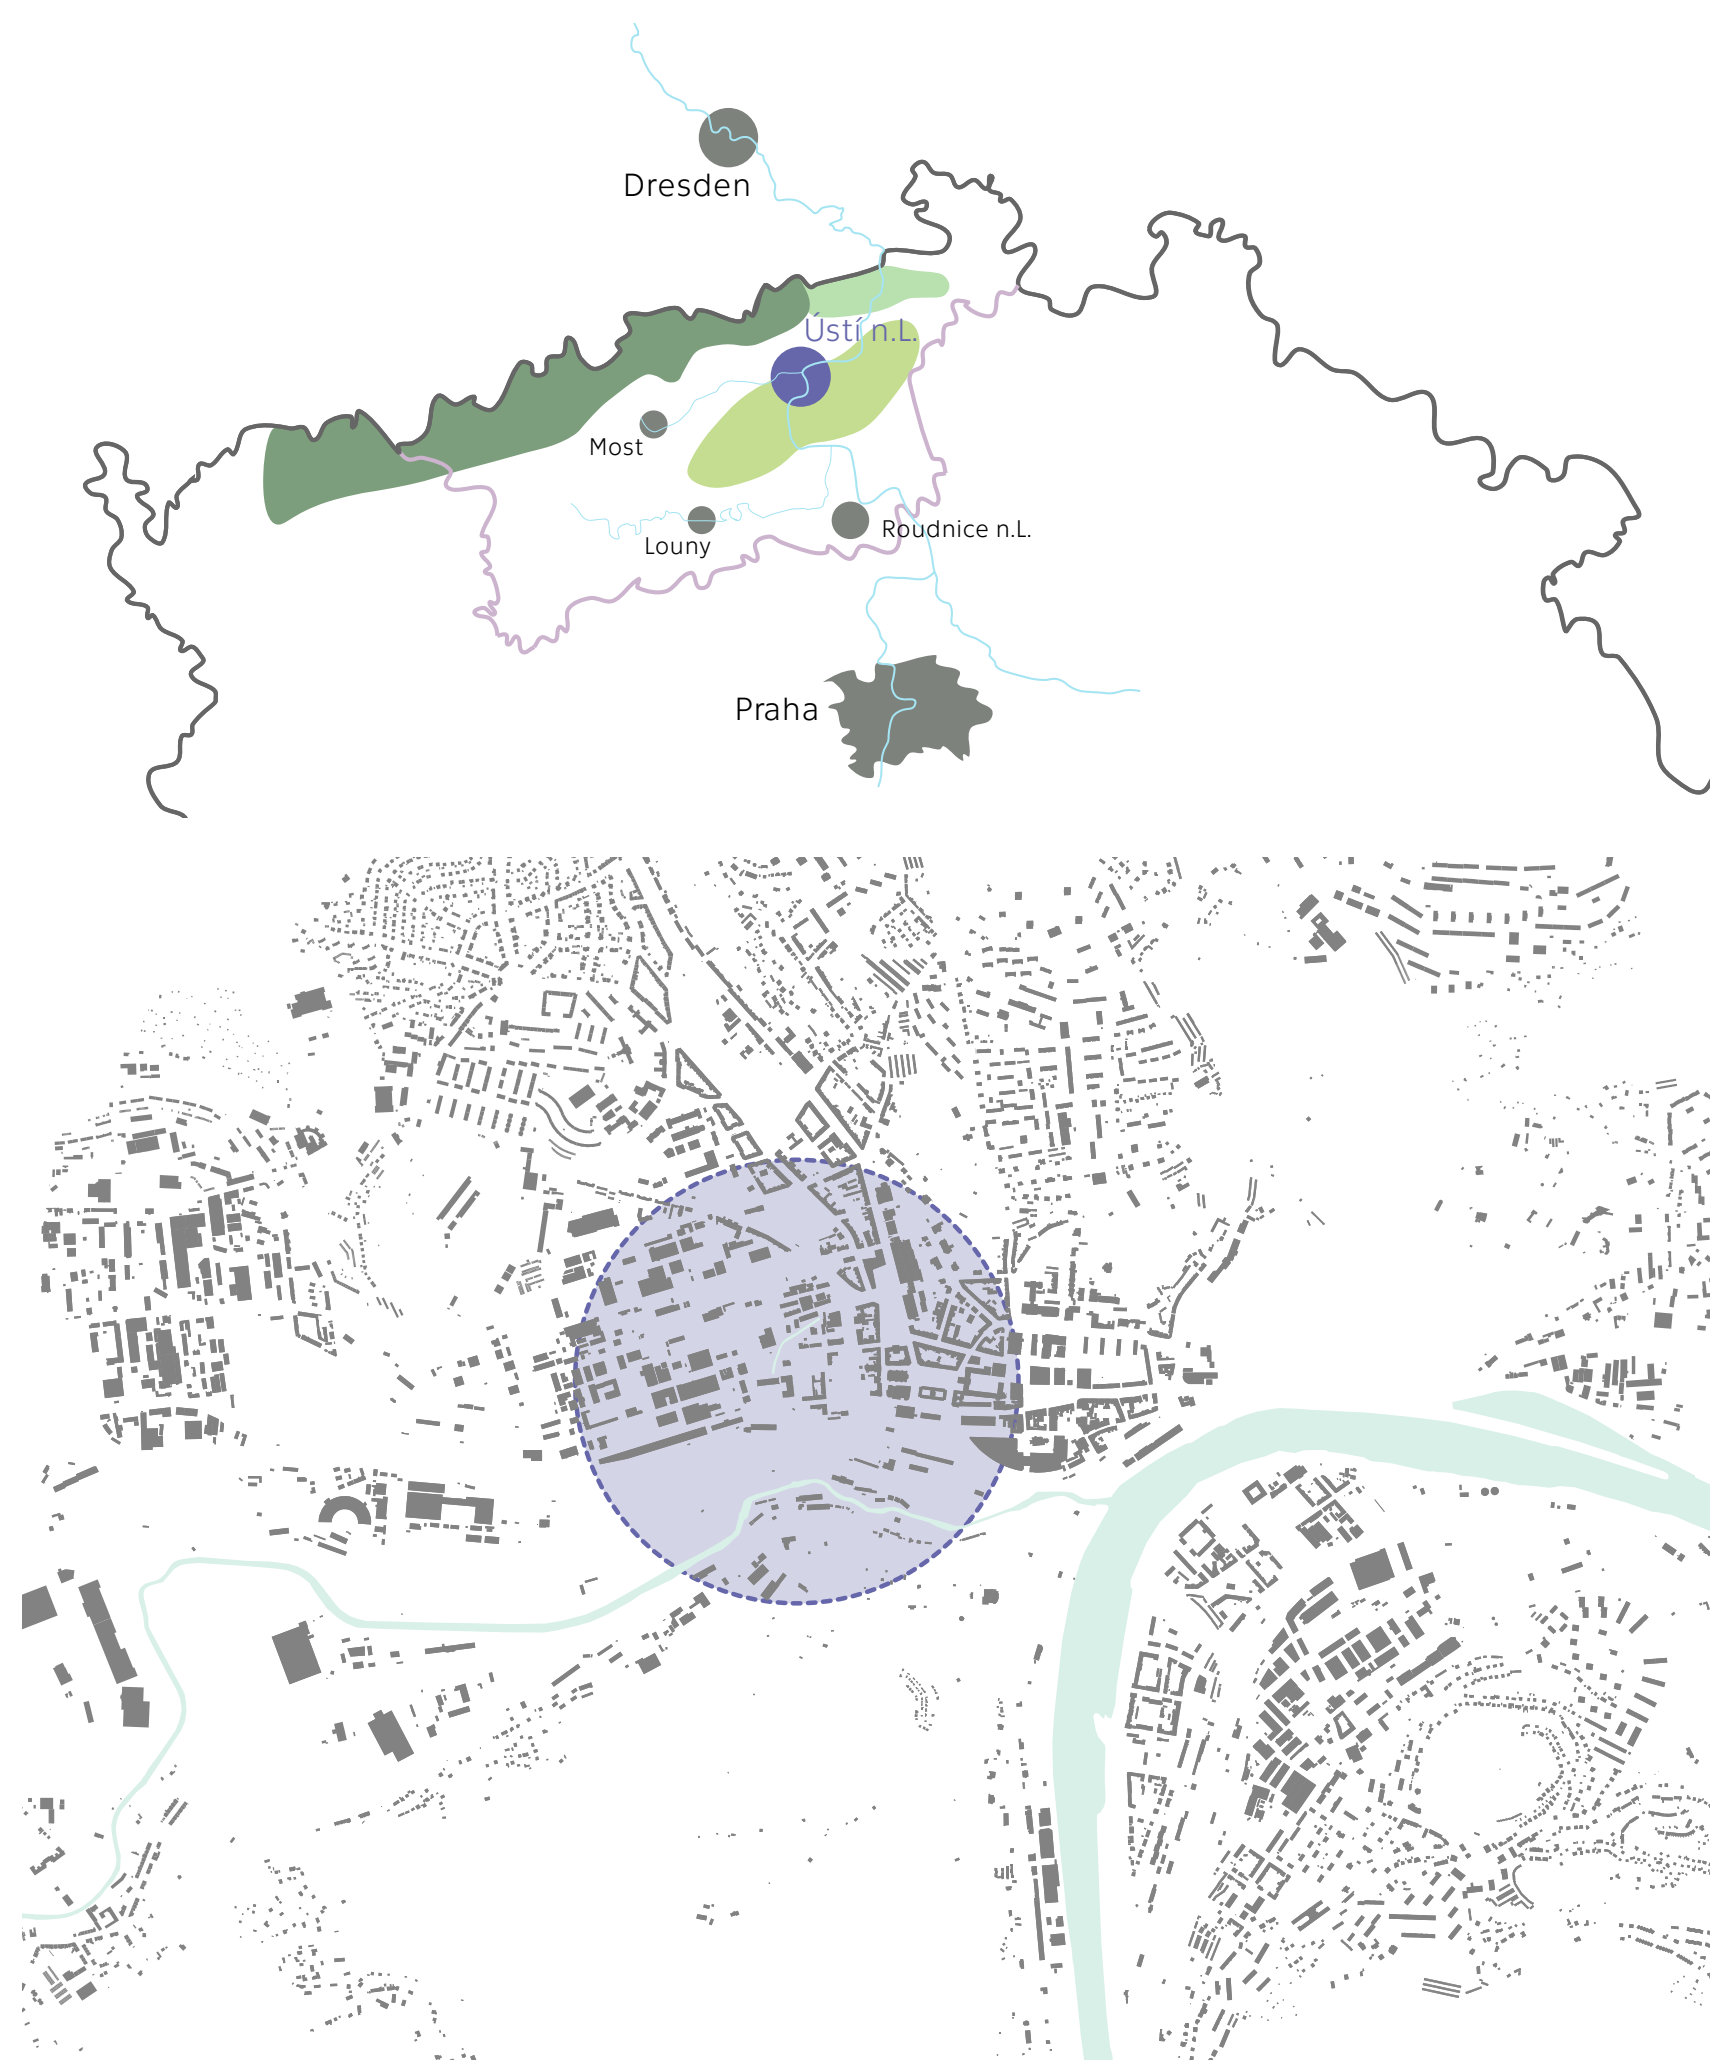 Dresden
Ústí n.L.
Most
Louny
Roudnice n.L.
Praha